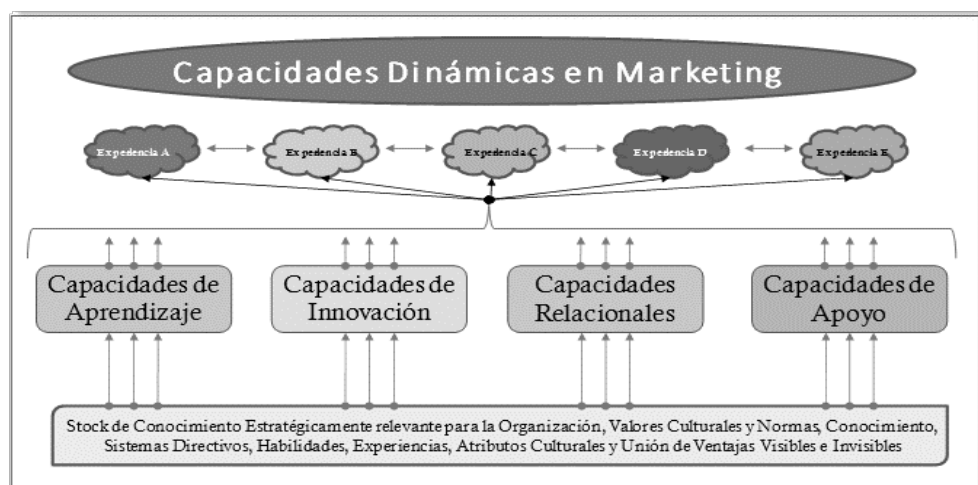 Capacidades Dinámicas en Marketing
Experiencia A
Experiencia B
Experiencia C
Experiencia D
Experiencia E
Capacidades de
Aprendizaje
Capacidades de
Innovación
Capacidades
Relacionales
Capacidades de
Apoyo
Stock de Conocimiento Estratégicamente relevante para la Organización, Valores Culturales y Normas, Conocimiento,
Sistemas Directivos, Habilidades, Experiencias, Atributos Culturales y Unión de Ventajas Visibles e Invisibles